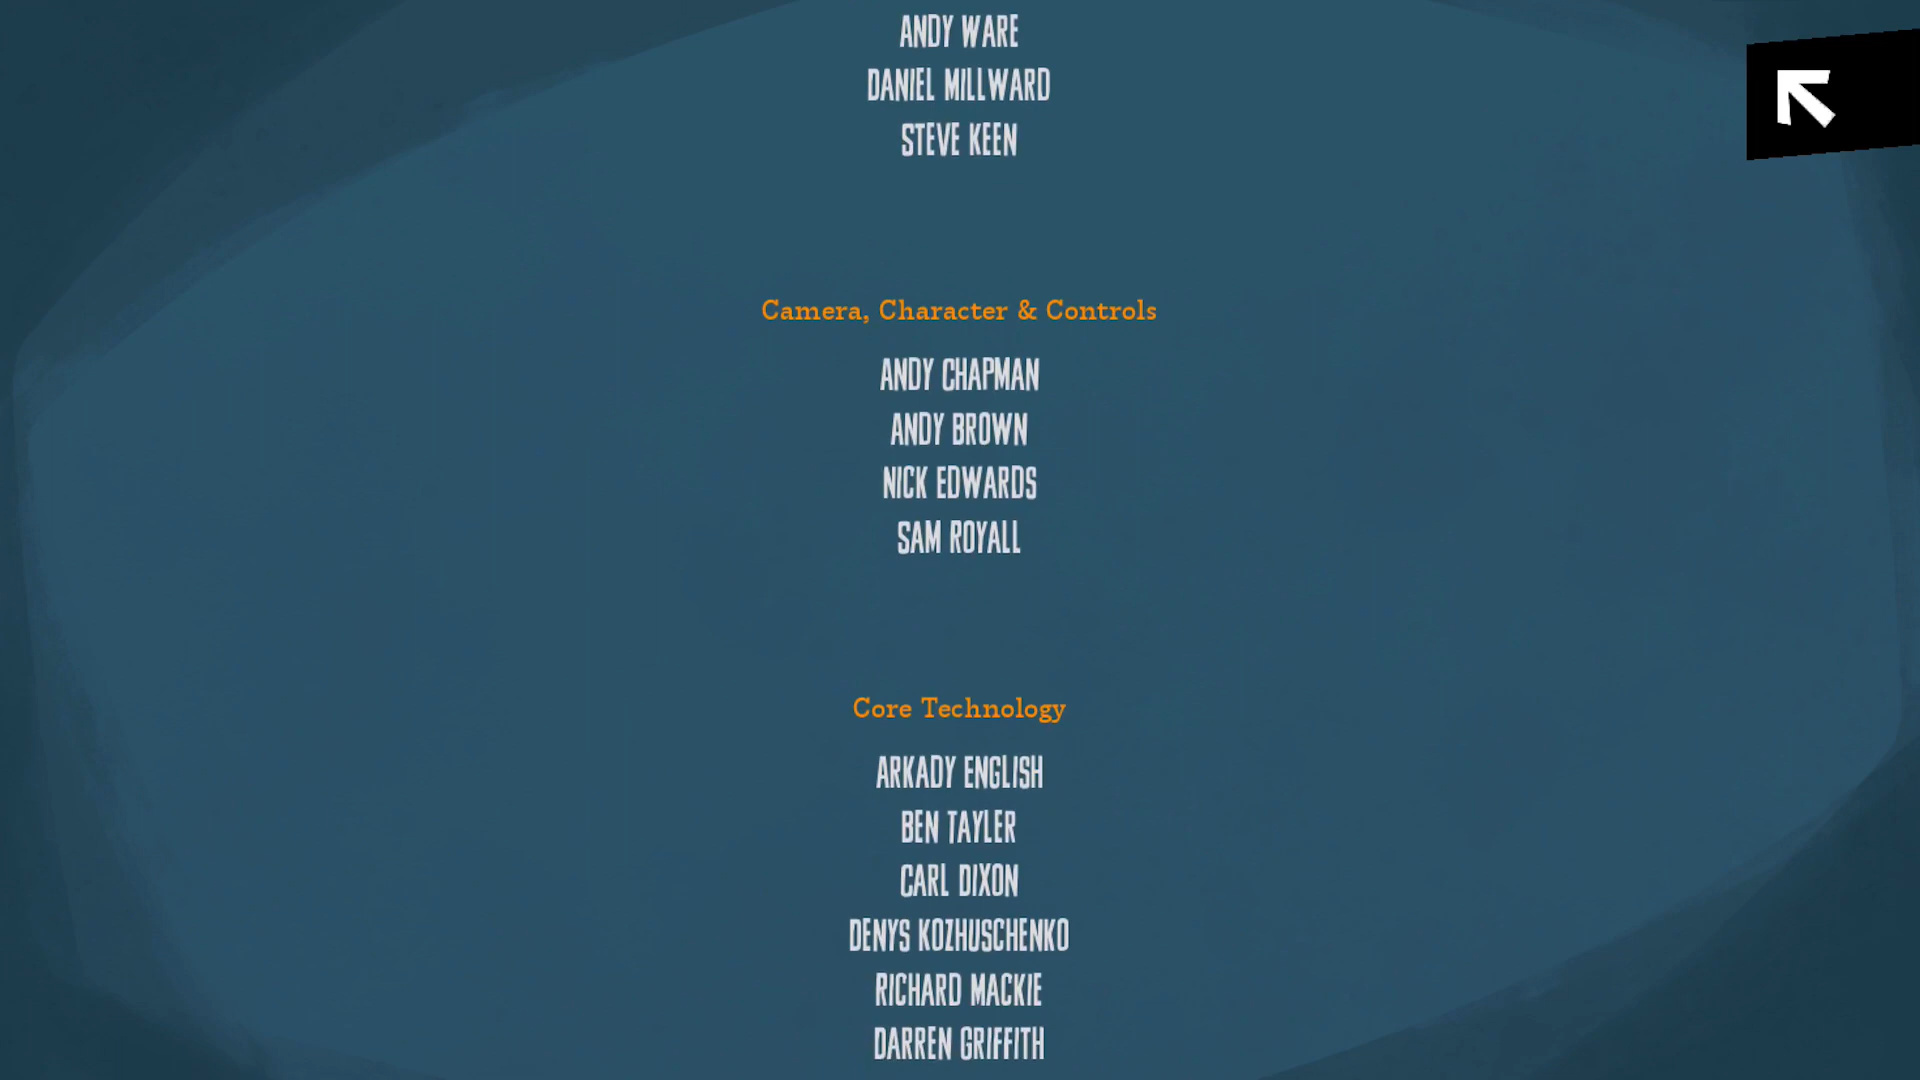 ANDY WARE
DANIEL MILLWARD
STEVE KEEN
Camera, Character & Controls
ANDY CHAPMAN
ANDY BROWN
NICK EDWARDS
SAM ROYALL
Core Technology
ARKADY ENGLISH
BEN TAYLER
CARL DIXON
DENYS KOZHUSCHENKO
RICHARD MACKIE
DARREN GRIFFITH